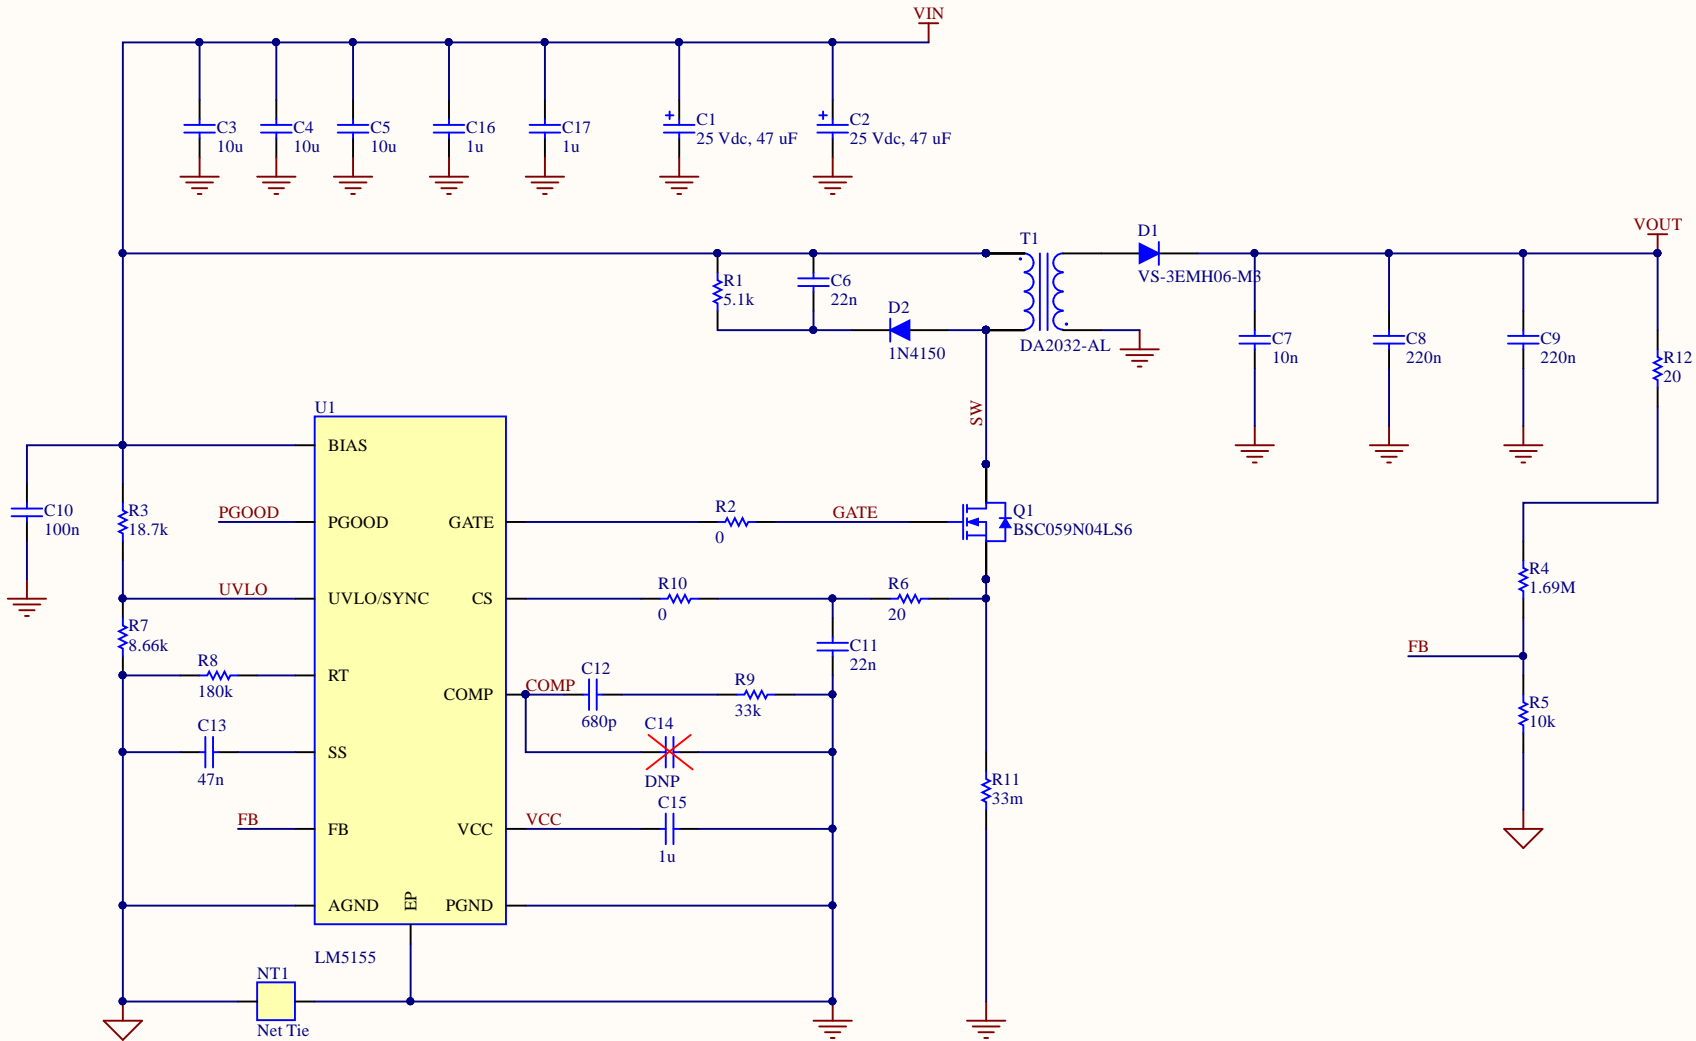 VIN
C3
10u
C4
10u
C5
10u
C16
1u
C17
1u
+
C1
25 Vdc, 47 uF
+
C2
25 Vdc, 47 uF
R1
5.1k
C6
22n
D2
1N4150
T1
DA2032-AL
D1
VS-3EMH06-M3
VOUT
C7
10n
C8
220n
C9
220n
R12
20
SW
U1
BIAS
PGOOD
UVLO/SYNC
RT
SS
FB
AGND
EP
GATE
CS
COMP
VCC
PGND
LM5155
C10
100n
R3
18.7k
PGOOD
UVLO
R7
8.66k
R8
180k
C13
47n
FB
NT1
Net Tie
R2
0
GATE
Q1
BSC059N04LS6
R10
0
R6
20
C11
22n
COMP
C12
680p
R9
33k
C14
DNP
VCC
C15
1u
R11
33m
R4
1.69M
FB
R5
10k